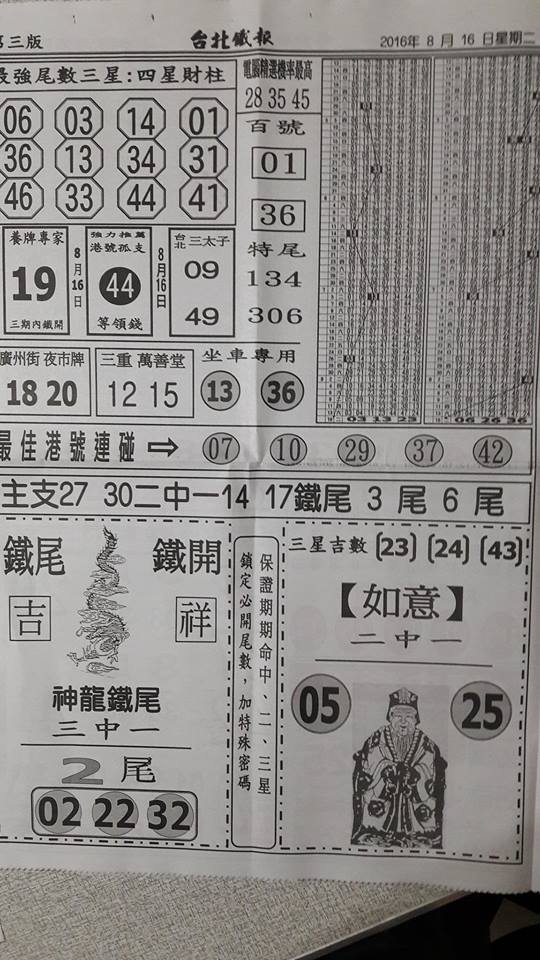 第三版
台北鐵報
2016年 8 月 16 日星期二
最強尾數三星:四星財柱
06 03 14 01
36 13 34 31
46 33 44 41
電腦精選機率最高
28 35 45
百號
01
36
特尾
134
306
養牌專家
19
三期內鐵開
8月16日
強力推薦
港號孤支
44
等領錢
8月16日
台北三太子
09
49
廣州街 夜市牌
18 20
三重 萬善堂
12 15
坐車專用
13 36
03 13 23
06 26 36
最佳港號連碰 ⇒ 07 10 29 37 42
主支27 30二中一14 17鐵尾 3 尾 6 尾
鐵尾 鐵開
吉 祥
神龍鐵尾
三中一
2尾
02 22 32
保證期期命中、二、三星
鎖定必開尾數,加特殊密碼
三星吉數 (23) (24) (43)
【如意】
二中一
05 25